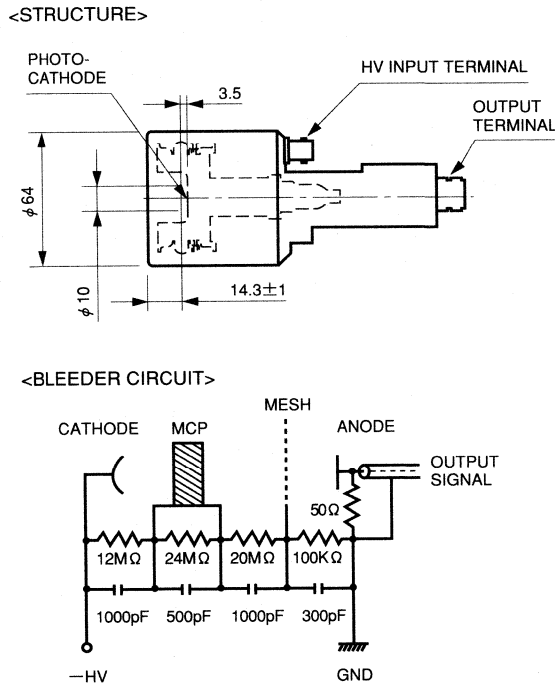 <STRUCTURE>
PHOTO-
CATHODE
3.5
HV INPUT TERMINAL
OUTPUT
TERMINAL
ϕ64
ϕ10
14.3±1
<BLEEDER CIRCUIT>
CATHODE
MCP
MESH
ANODE
OUTPUT
SIGNAL
50Ω
12MΩ
24MΩ
20MΩ
100KΩ
1000pF
500pF
1000pF
300pF
—HV
GND